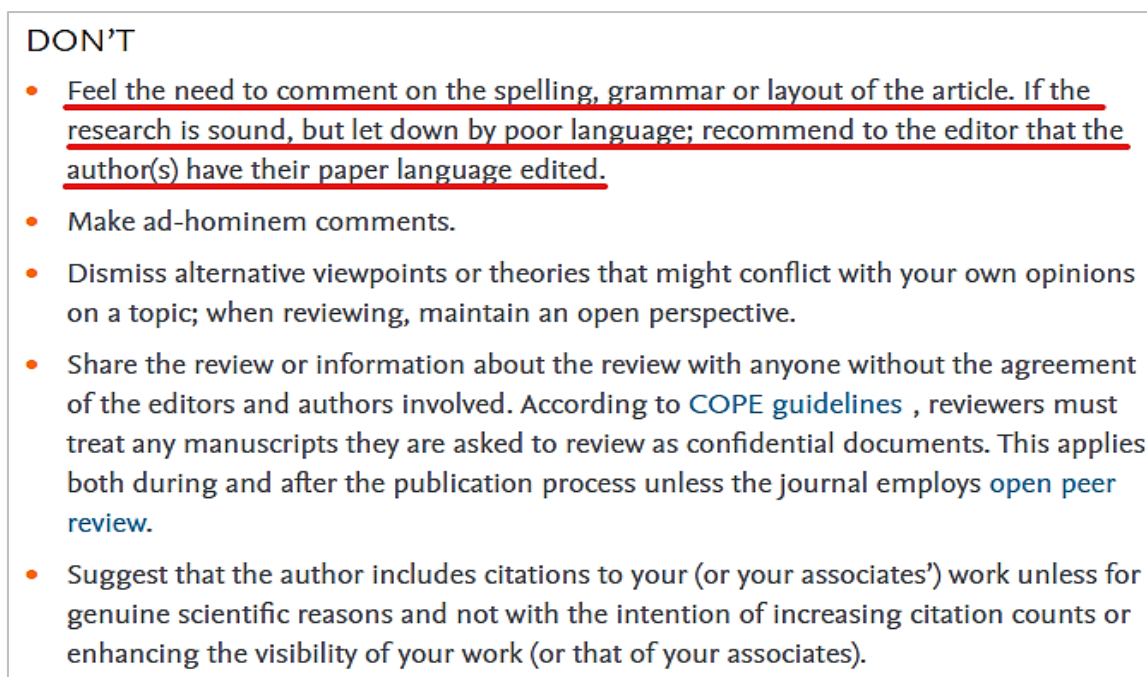 DON'T
• Feel the need to comment on the spelling, grammar or layout of the article. If the
research is sound, but let down by poor language; recommend to the editor that the
author(s) have their paper language edited.
• Make ad-hominem comments.
• Dismiss alternative viewpoints or theories that might conflict with your own opinions
on a topic; when reviewing, maintain an open perspective.
• Share the review or information about the review with anyone without the agreement
of the editors and authors involved. According to COPE guidelines , reviewers must
treat any manuscripts they are asked to review as confidential documents. This applies
both during and after the publication process unless the journal employs open peer
review.
• Suggest that the author includes citations to your (or your associates') work unless for
genuine scientific reasons and not with the intention of increasing citation counts or
enhancing the visibility of your work (or that of your associates).